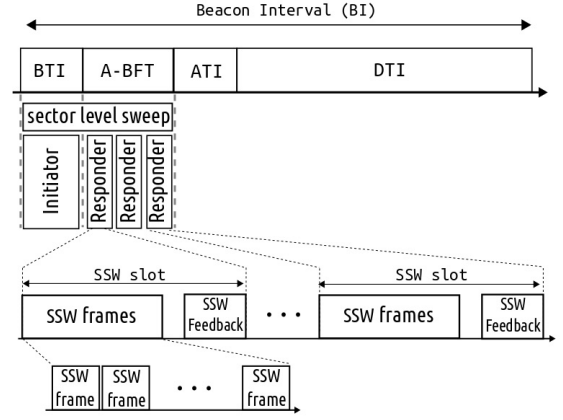 Beacon Interval (BI)
BTI
A-BFT
ATI
DTI
sector level sweep
Initiator
Responder
Responder
Responder
SSW slot
SSW slot
SSW frames
SSW
Feedback
• • •
SSW frames
SSW
Feedback
SSW
frame
SSW
frame
• • •
SSW
frame